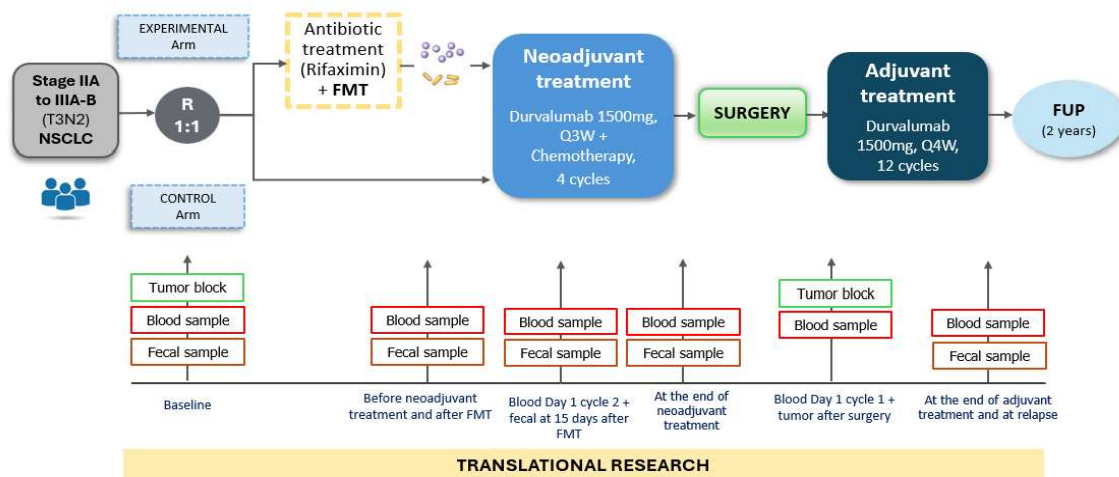 EXPERIMENTAL
Arm
Antibiotic
treatment
(Rifaximin)
+ FMT
Neoadjuvant
treatment
Durvalumab 1500mg,
Q3W +
Chemotherapy,
4 cycles
Adjuvant
treatment
Durvalumab
1500mg, Q4W,
12 cycles
FUP
(2 years)
Stage IIA
to IIIA-B
(T3N2)
NSCLC
R
1:1
SURGERY
CONTROL
Arm
Tumor block
Blood sample
Fecal sample
Blood sample
Fecal sample
Blood sample
Fecal sample
Blood sample
Fecal sample
Tumor block
Blood sample
Blood sample
Fecal sample
Baseline
Before neoadjuvant
treatment and after FMT
Blood Day 1 cycle 2 +
fecal at 15 days after
FMT
At the end of
neoadjuvant
treatment
Blood Day 1 cycle 1 +
tumor after surgery
At the end of adjuvant
treatment and at relapse
TRANSLATIONAL RESEARCH